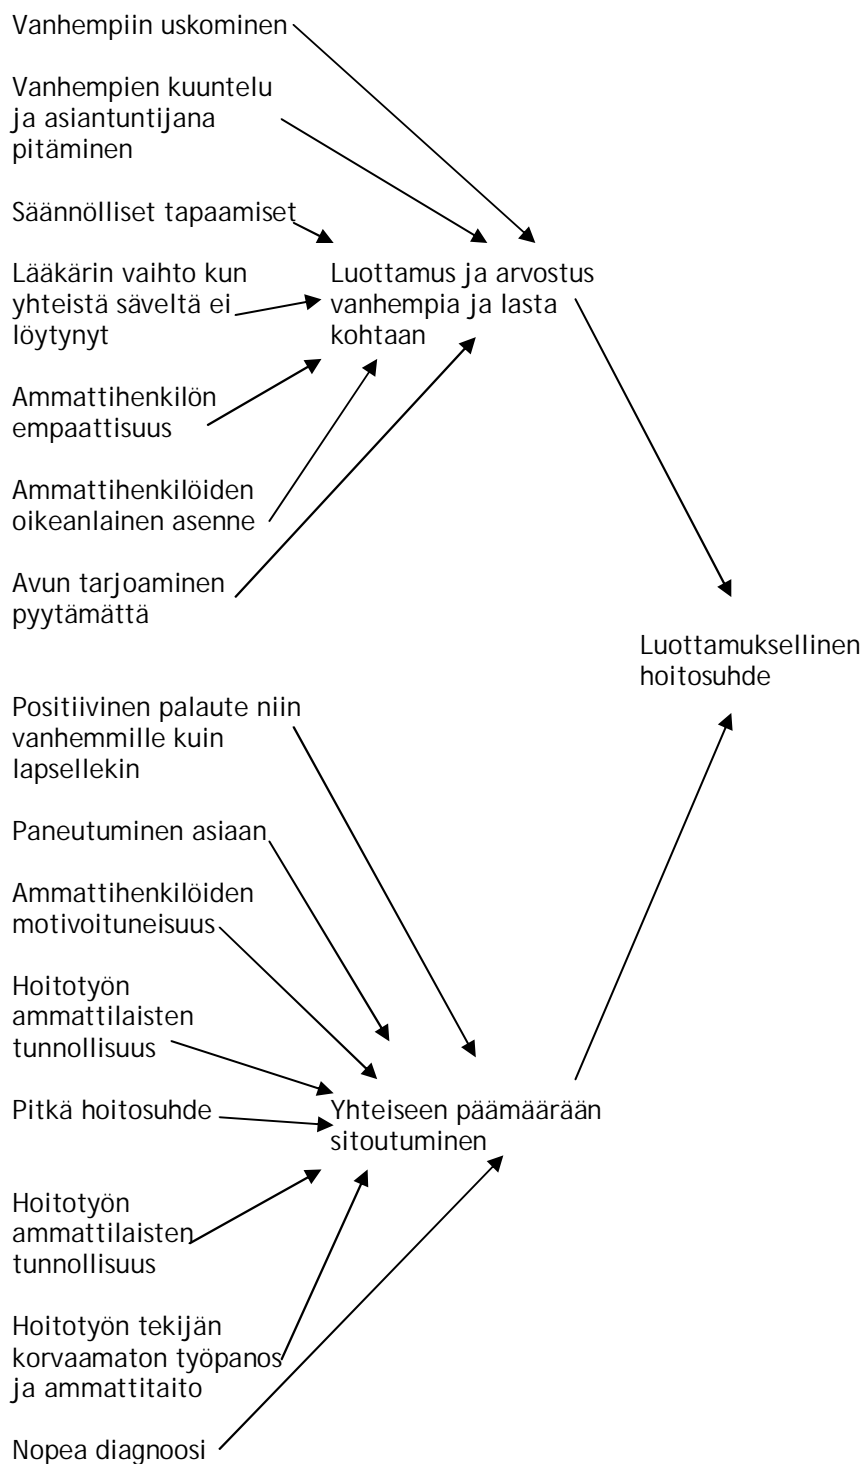 Vanhempiin uskominen
Vanhempien kuuntelu
ja asiantuntijana
pitäminen
Säännölliset tapaamiset
Lääkärin vaihto kun
yhteistä säveltä ei
löytynyt
Luottamus ja arvostus
vanhempia ja lasta
kohtaan
Ammattihenkilön
empaattisuus
Ammattihenkilöiden
oikeanlainen asenne
Avun tarjoaminen
pyytämättä
Luottamuksellinen
hoitosuhde
Positiivinen palaute niin
vanhemmille kuin
lapsellekin
Paneutuminen asiaan
Ammattihenkilöiden
motivoituneisuus
Hoitotyön
ammattilaisten
tunnollisuus
Pitkä hoitosuhde
Yhteiseen päämäärään
sitoutuminen
Hoitotyön
ammattilaisten
tunnollisuus
Hoitotyön tekijän
korvaamaton työpanos
ja ammattitaito
Nopea diagnoosi